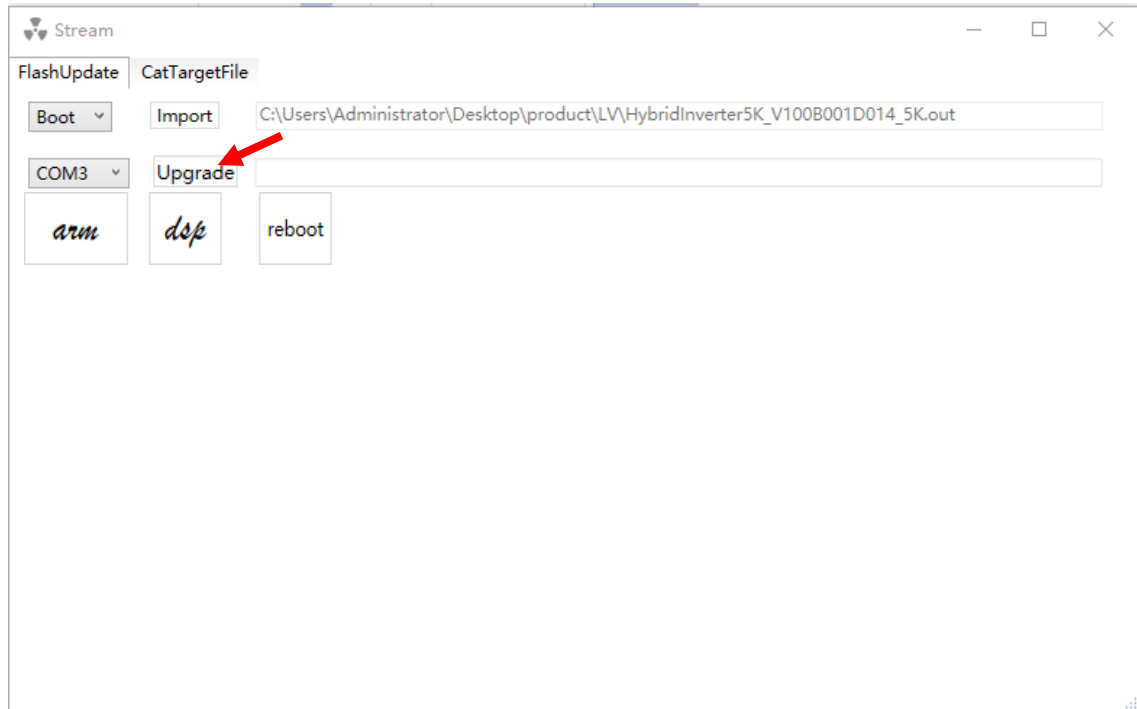 Stream
FlashUpdate CatTargetFile
Boot Import C:\Users\Administrator\Desktop\product\LV\HybridInverter5K_V100B001D014_5K.out
COM3 Upgrade
arm dsp reboot